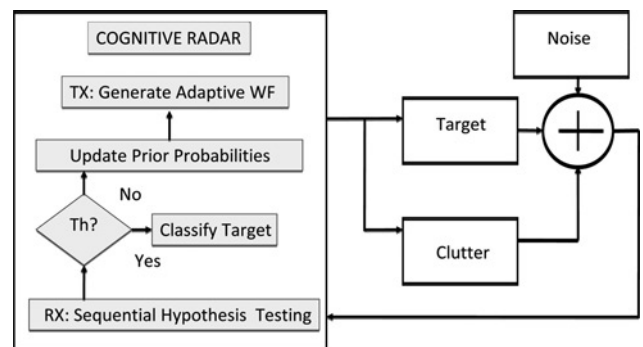 COGNITIVE RADAR
TX: Generate Adaptive WF
Update Prior Probabilities
No
Th?
Classify Target
Yes
RX: Sequential Hypothesis Testing
Noise
Target
Clutter